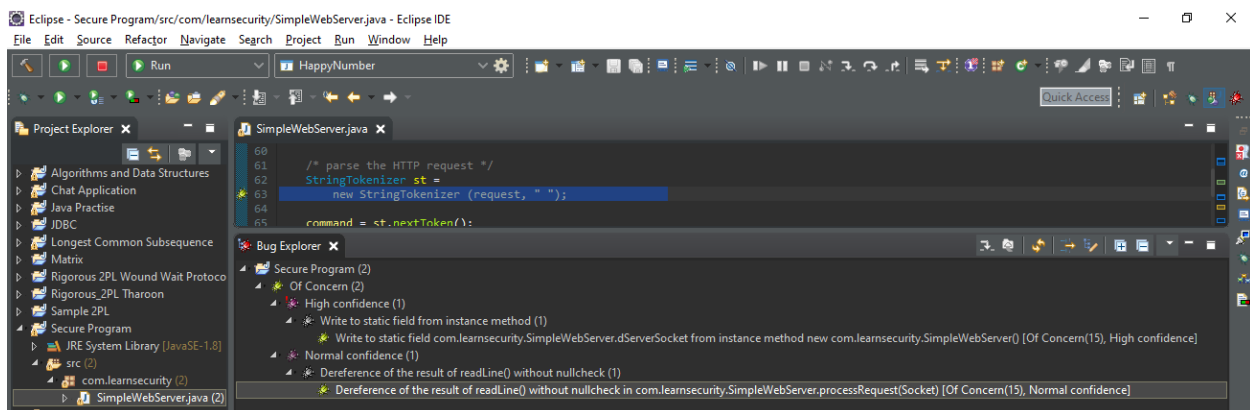 Eclipse - Secure Program/src/com/learnsecurity/SimpleWebServer.java - Eclipse IDE
File Edit Source Refactor Navigate Search Project Run Window Help
Run HappyNumber
Quick Access
Project Explorer
Algorithms and Data Structures
Chat Application
Java Practise
JDBC
Longest Common Subsequence
Matrix
Rigorous 2PL Wound Wait Protoco
Rigorous_2PL Tharoon
Sample 2PL
Secure Program
JRE System Library [JavaSE-1.8]
src (2)
com.learnsecurity (2)
SimpleWebServer.java (2)
SimpleWebServer.java
60
61 /* parse the HTTP request */
62 StringTokenizer st =
63 new StringTokenizer (request, " ");
64
65 command = st.nextToken();
Bug Explorer
Secure Program (2)
Of Concern (2)
High confidence (1)
Write to static field from instance method (1)
Write to static field com.learnsecurity.SimpleWebServer.dServerSocket from instance method new com.learnsecurity.SimpleWebServer() [Of Concern(15), High confidence]
Normal confidence (1)
Dereference of the result of readLine() without nullcheck (1)
Dereference of the result of readLine() without nullcheck in com.learnsecurity.SimpleWebServer.processRequest(Socket) [Of Concern(15), Normal confidence]